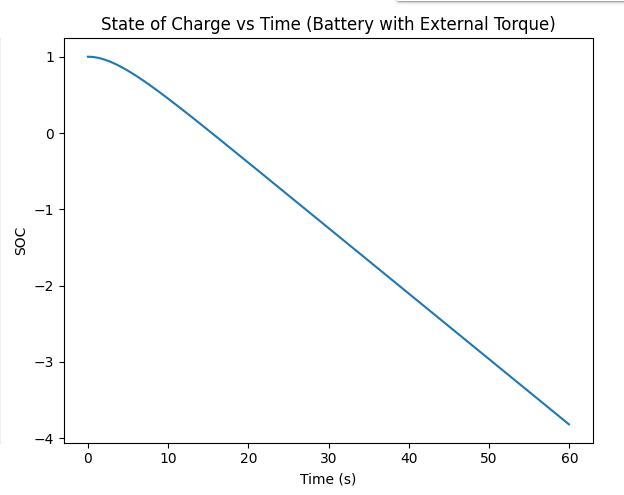 State of Charge vs Time (Battery with External Torque)
1
0
−1
−2
−3
−4
SOC
0 10 20 30 40 50 60
Time (s)